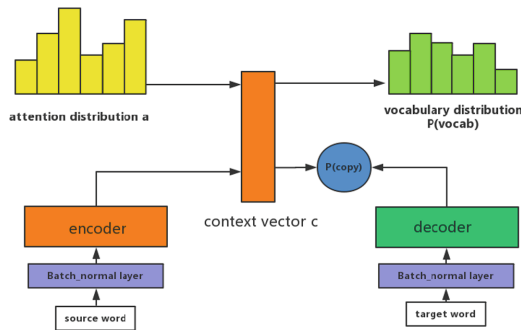 attention distribution a
vocabulary distribution
P(vocab)
P(copy)
context vector c
encoder
decoder
Batch_normal layer
Batch_normal layer
source word
target word